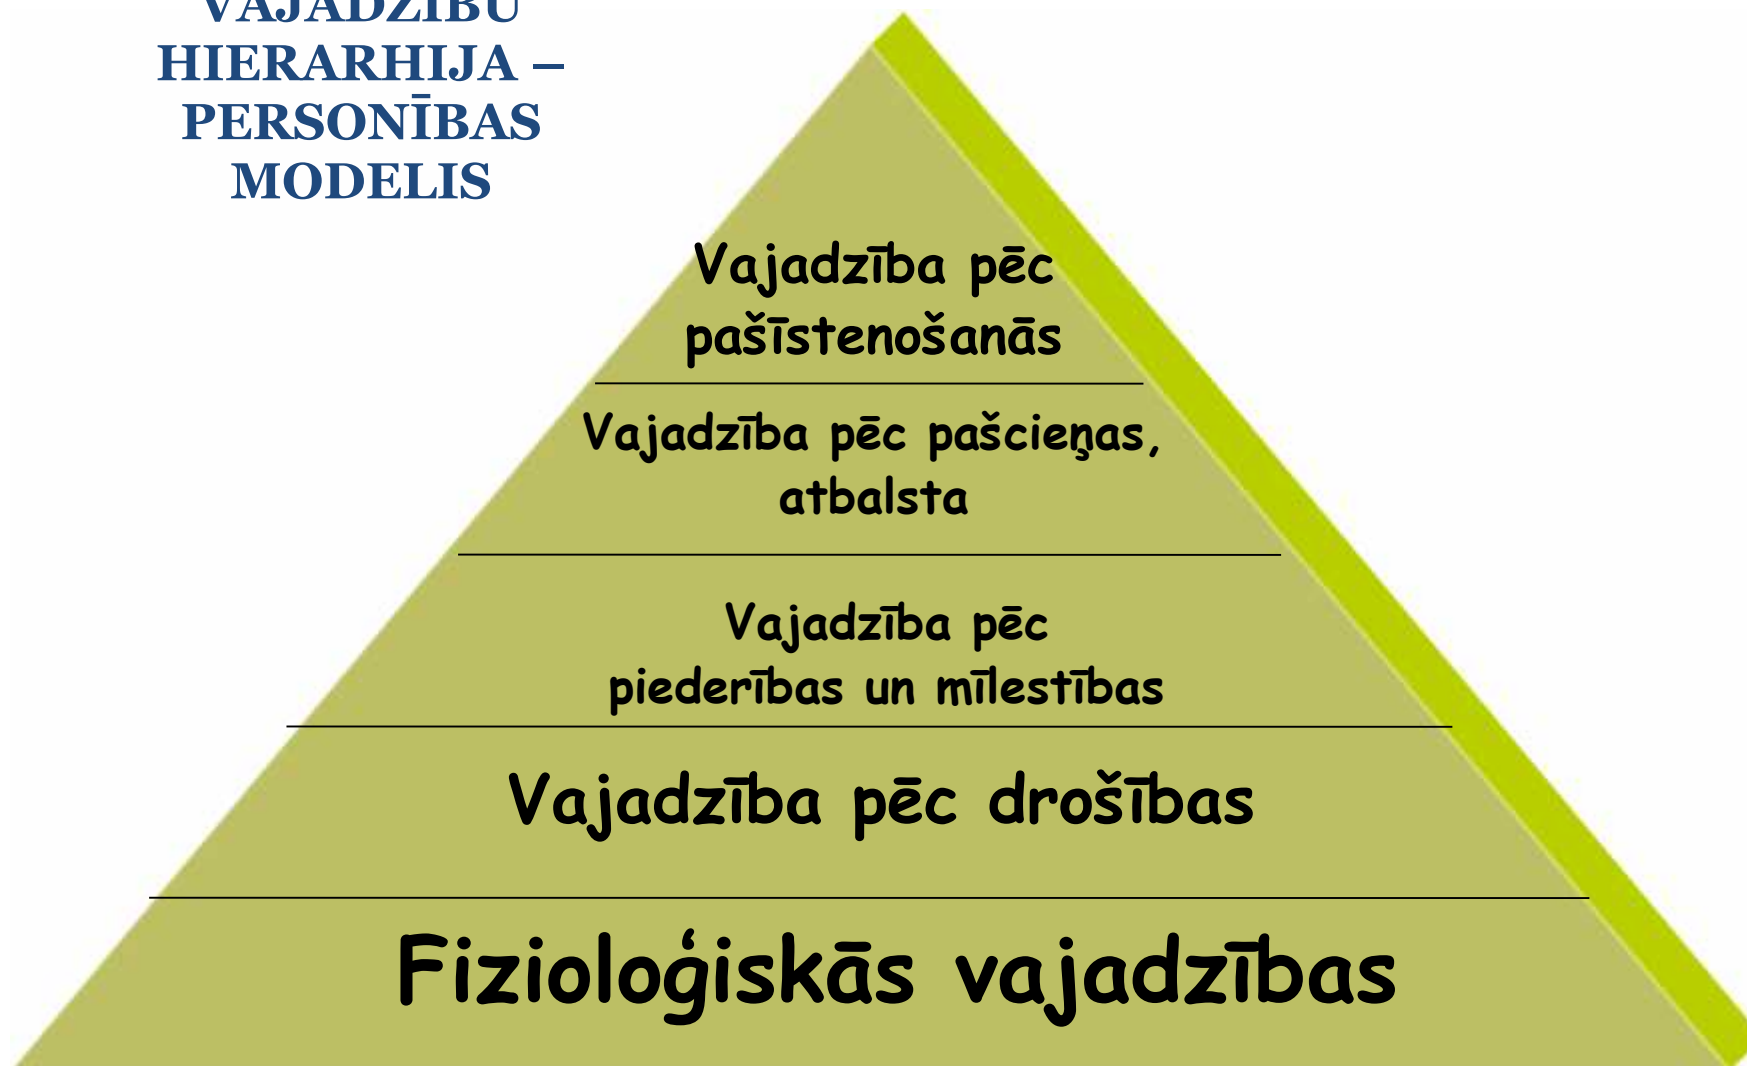 VAJADZĪBU
HIERARHIJA –
PERSONĪBAS
MODELIS
Vajadzība pēc
pašīstenošanās
Vajadzība pēc pašcieņas,
atbalsta
Vajadzība pēc
piederības un mīlestības
Vajadzība pēc drošības
Fizioloģiskās vajadzības